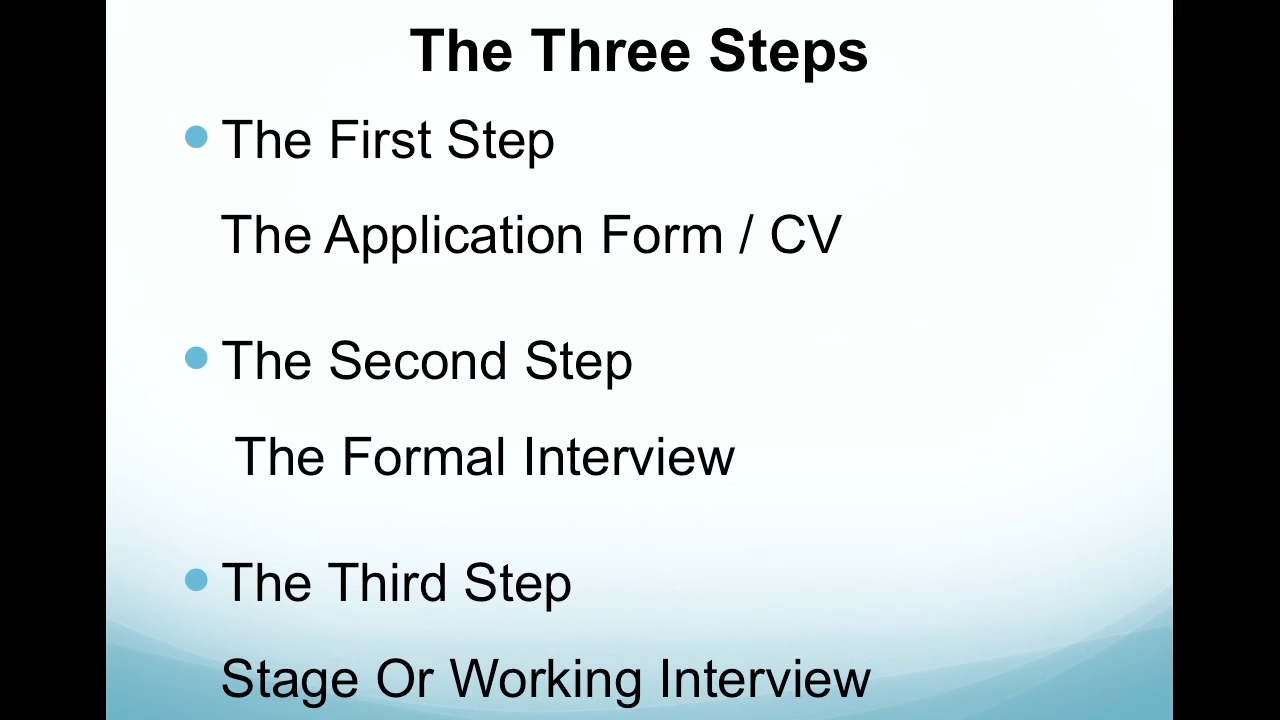 The Three Steps
The First Step
The Application Form / CV
The Second Step
The Formal Interview
The Third Step
Stage Or Working Interview